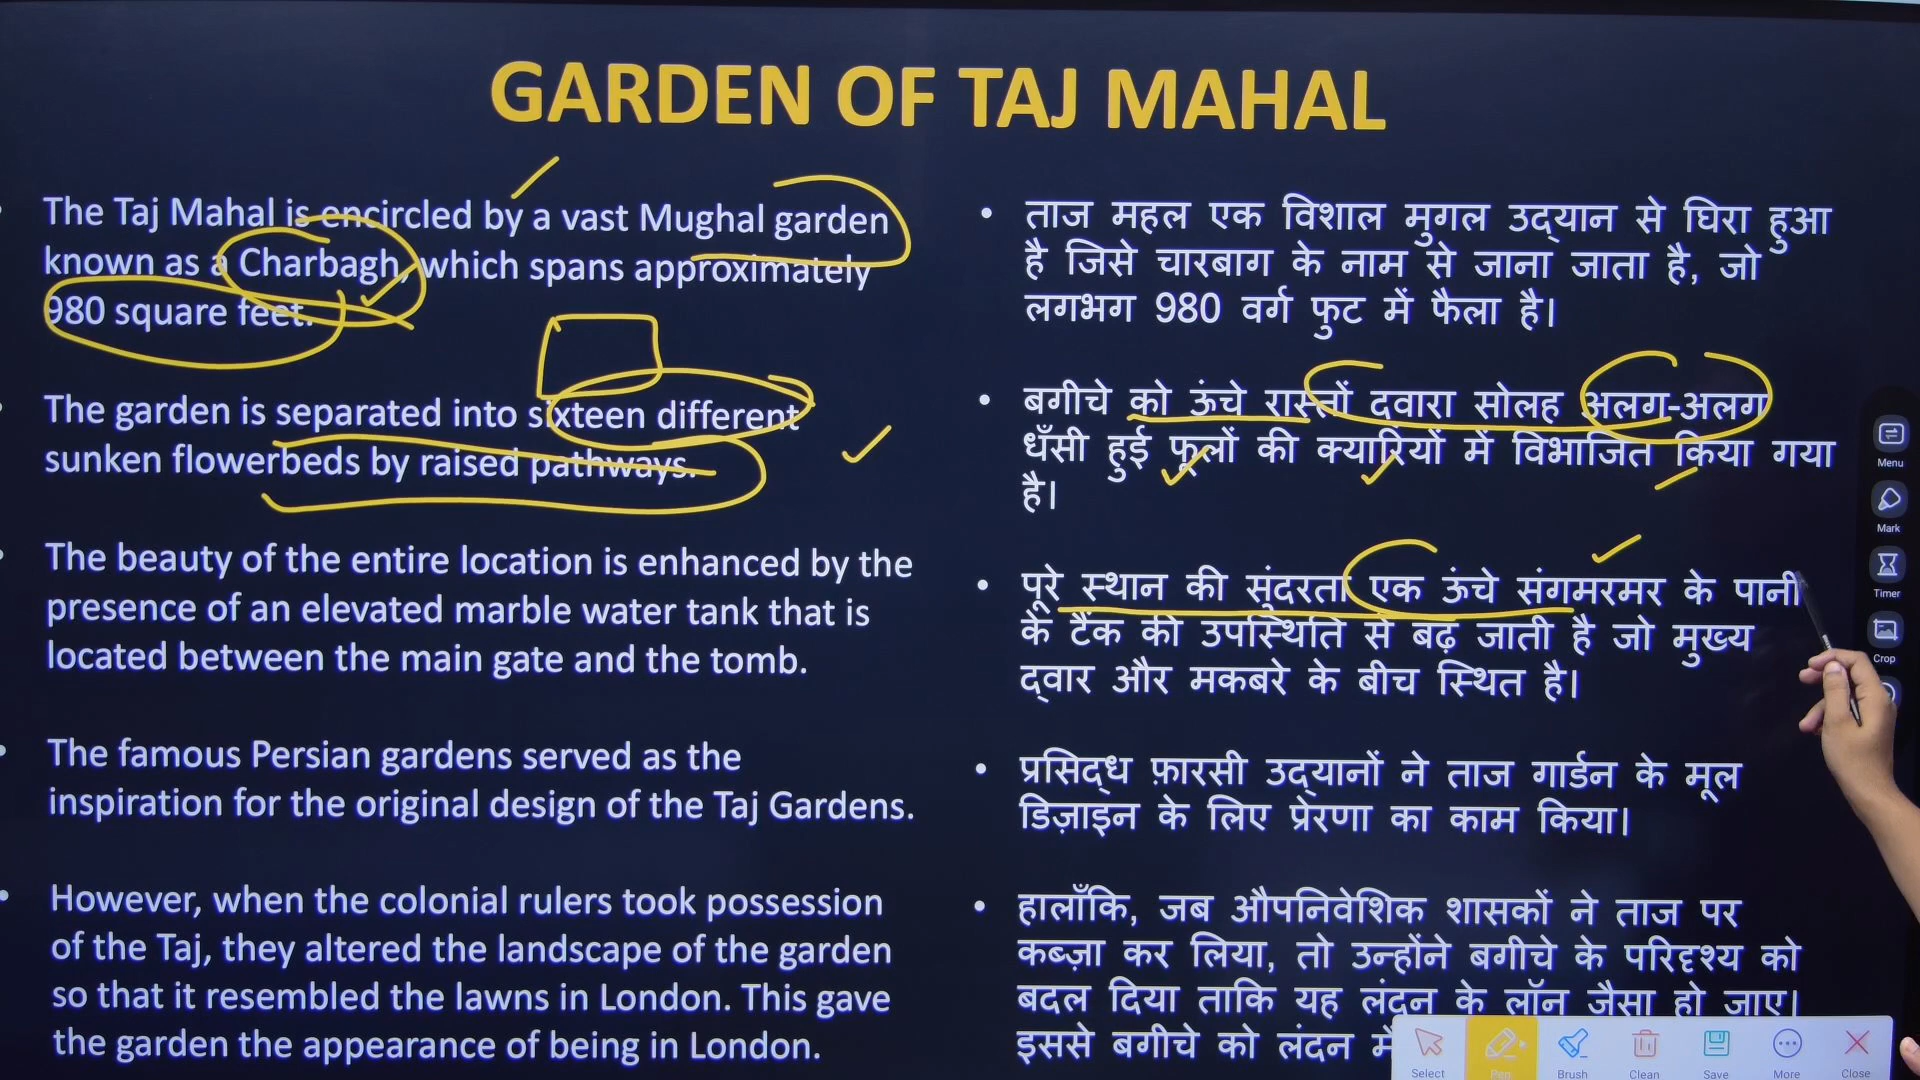 GARDEN OF TAJ MAHAL
The Taj Mahal is encircled by a vast Mughal garden
known as a Charbagh, which spans approximately
980 square feet.
The garden is separated into sixteen different
sunken flowerbeds by raised pathways.
The beauty of the entire location is enhanced by the
presence of an elevated marble water tank that is
located between the main gate and the tomb.
The famous Persian gardens served as the
inspiration for the original design of the Taj Gardens.
However, when the colonial rulers took possession
of the Taj, they altered the landscape of the garden
so that it resembled the lawns in London. This gave
the garden the appearance of being in London.
ताज महल एक विशाल मुगल उद्यान से घिरा हुआ
है जिसे चारबाग के नाम से जाना जाता है, जो
लगभग 980 वर्ग फुट में फैला है।
बगीचे को ऊंचे रास्तों द्वारा सोलह अलग-अलग
धँसी हुई फूलों की क्यारियों में विभाजित किया गया
है।
पूरे स्थान की सुंदरता एक ऊंचे संगमरमर के पानी
के टैंक की उपस्थिति से बढ़ जाती है जो मुख्य
द्वार और मकबरे के बीच स्थित है।
प्रसिद्ध फ़ारसी उद्यानों ने ताज गार्डन के मूल
डिज़ाइन के लिए प्रेरणा का काम किया।
हालाँकि, जब औपनिवेशिक शासकों ने ताज पर
कब्ज़ा कर लिया, तो उन्होंने बगीचे के परिदृश्य को
बदल दिया ताकि यह लंदन के लॉन जैसा हो जाए।
इससे बगीचे को लंदन में
Menu
Mark
Timer
Crop
Select
Pen
Brush
Clean
Save
More
Close